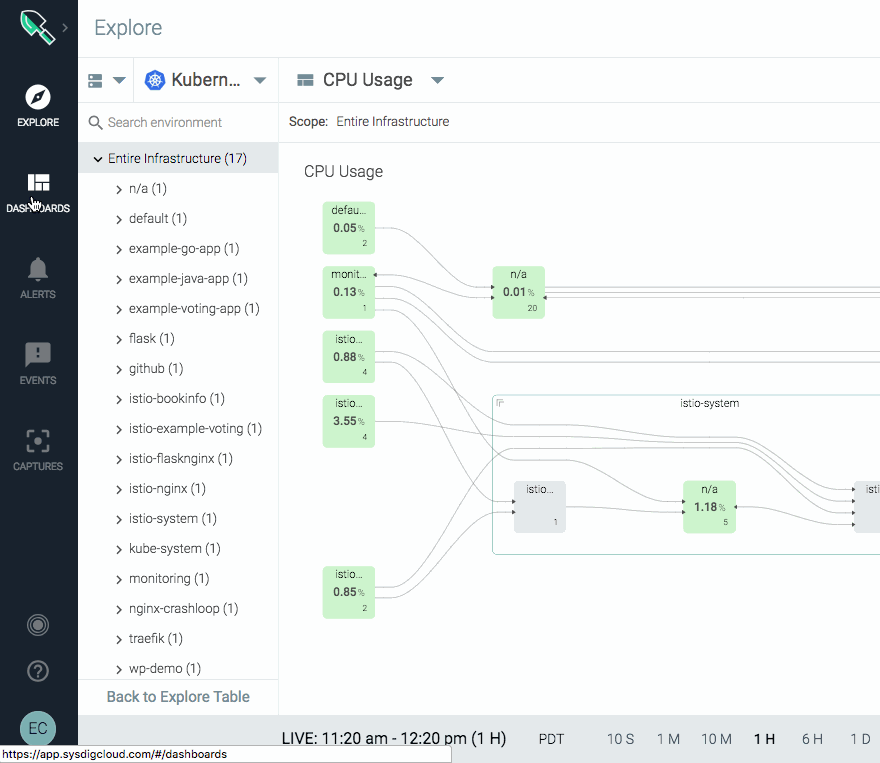 Explore
EXPLORE
DASHBOARDS
ALERTS
EVENTS
CAPTURES
EC
Kubern...
CPU Usage
Search environment
Scope: Entire Infrastructure
Entire Infrastructure (17)
n/a (1)
default (1)
example-go-app (1)
example-java-app (1)
example-voting-app (1)
flask (1)
github (1)
istio-bookinfo (1)
istio-example-voting (1)
istio-flasknginx (1)
istio-nginx (1)
istio-system (1)
kube-system (1)
monitoring (1)
nginx-crashloop (1)
traefik (1)
wp-demo (1)
Back to Explore Table
CPU Usage
defau...
0.05%
2
monit...
0.13%
1
n/a
0.01%
20
istio...
0.88%
4
istio...
3.55%
4
istio-system
istio...
1
n/a
1.18%
5
isti
istio...
0.85%
2
LIVE: 11:20 am - 12:20 pm (1 H) PDT 10 S 1 M 10 M 1 H 6 H 1 D
https://app.sysdigcloud.com/#/dashboards